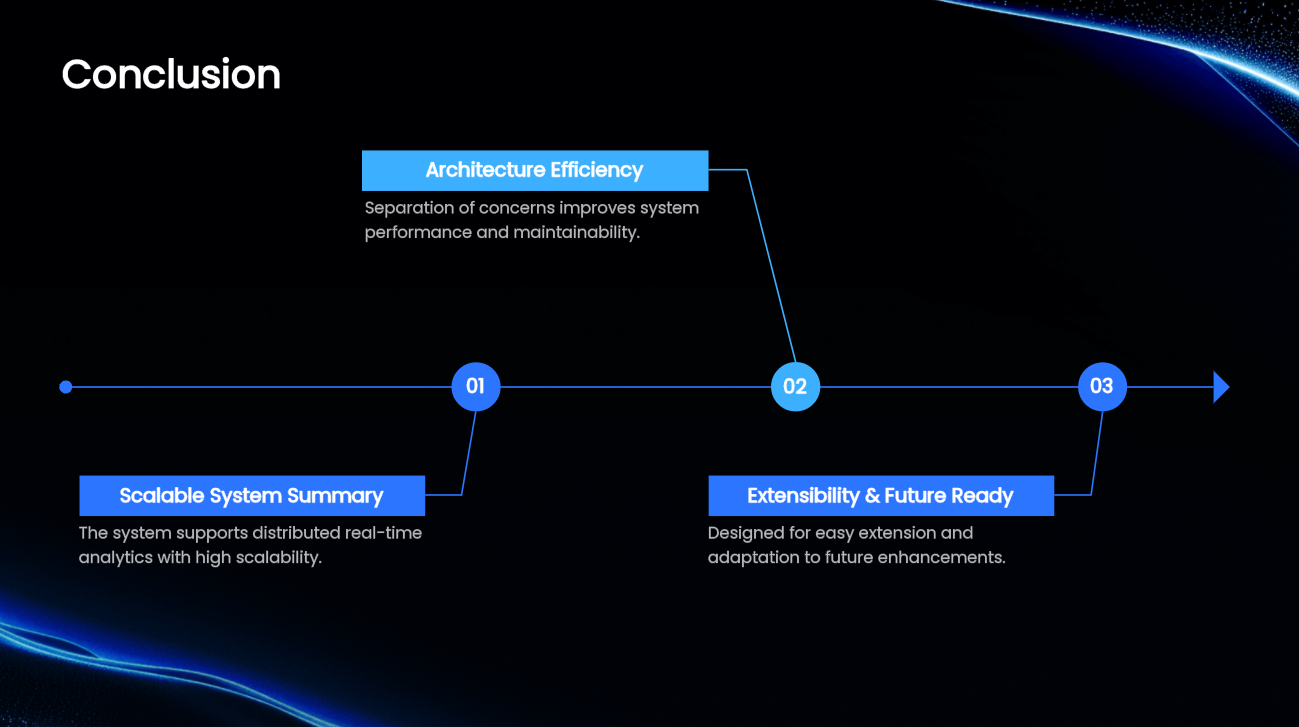 Conclusion
Architecture Efficiency
Separation of concerns improves system
performance and maintainability.
01
02
03
Scalable System Summary
The system supports distributed real-time
analytics with high scalability.
Extensibility & Future Ready
Designed for easy extension and
adaptation to future enhancements.